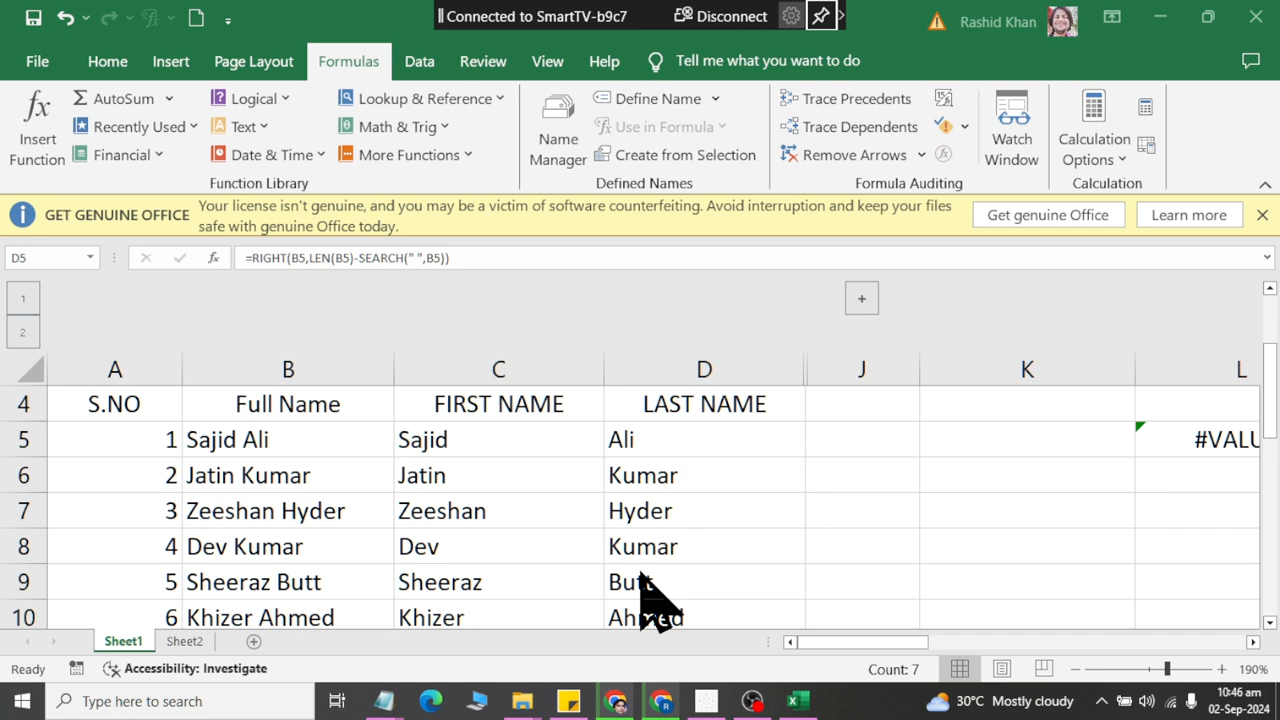 Connected to SmartTV-b9c7 Disconnect
Rashid Khan
File Home Insert Page Layout Formulas Data Review View Help Tell me what you want to do
fx Σ AutoSum Logical Lookup & Reference Define Name Trace Precedents
Recently Used Text Math & Trig Use in Formula Trace Dependents
Insert Function
Financial Date & Time More Functions Create from Selection Remove Arrows
Name Manager
Watch Window
Calculation Options
Function Library Defined Names Formula Auditing Calculation
GET GENUINE OFFICE Your license isn't genuine, and you may be a victim of software counterfeiting. Avoid interruption and keep your files
safe with genuine Office today.
Get genuine Office Learn more
D5 fx =RIGHT(B5,LEN(B5)-SEARCH(" ",B5))
1 +
2
A B C D J K L
4 S.NO Full Name FIRST NAME LAST NAME
5 1 Sajid Ali Sajid Ali #VALU
6 2 Jatin Kumar Jatin Kumar
7 3 Zeeshan Hyder Zeeshan Hyder
8 4 Dev Kumar Dev Kumar
9 5 Sheeraz Butt Sheeraz Butt
10 6 Khizer Ahmed Khizer Ahmed
Sheet1 Sheet2
Ready Accessibility: Investigate Count: 7 190%
Type here to search 30°C Mostly cloudy 10:46 am
02-Sep-2024